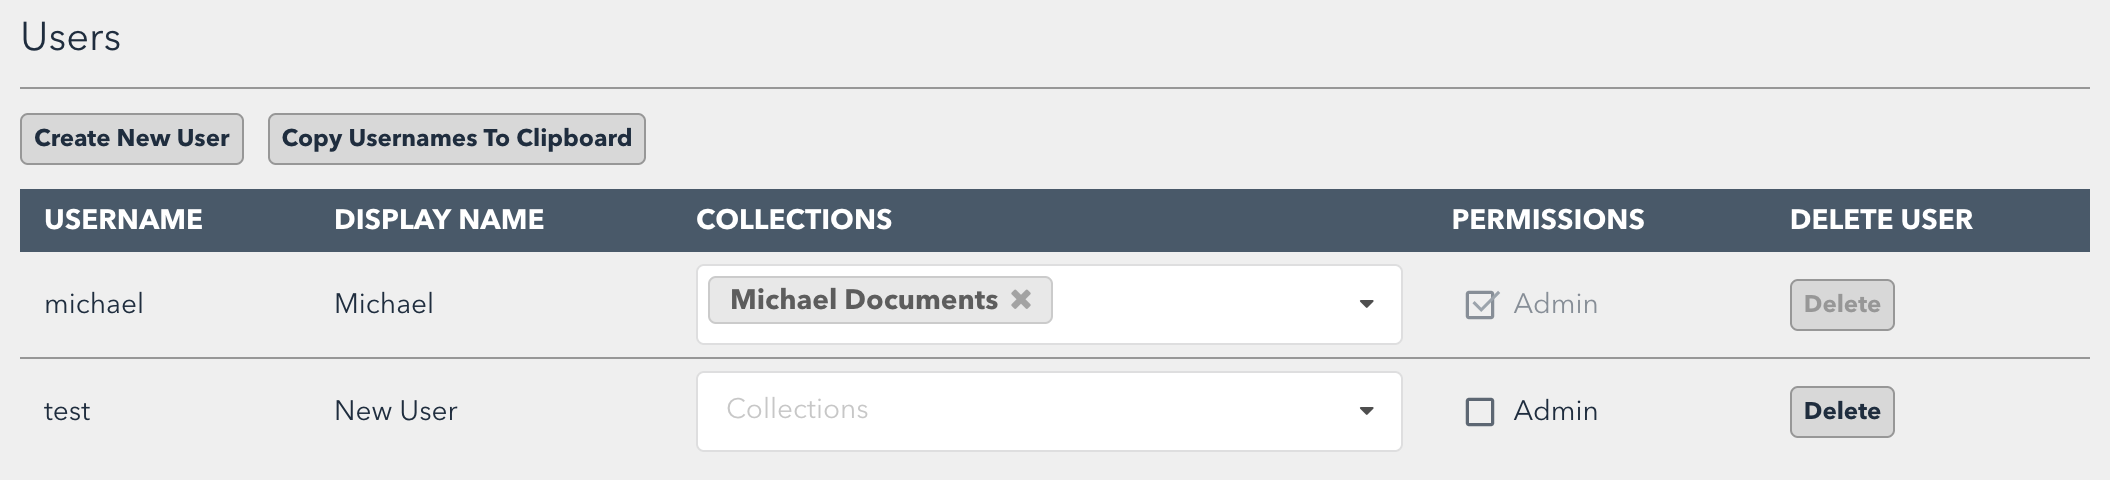 Users
Create New User Copy Usernames To Clipboard
USERNAME DISPLAY NAME COLLECTIONS PERMISSIONS DELETE USER
michael Michael Michael Documents Admin Delete
test New User Collections Admin Delete